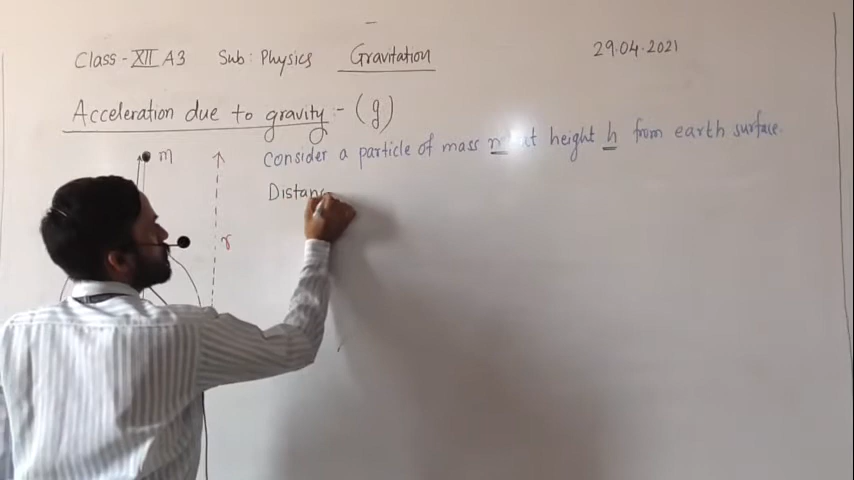 Class - XII A3 Sub : Physics Gravitation 29.04.2021
Acceleration due to gravity :- (g)
m
Consider a particle of mass m at height h from earth surface.
Distanc
r